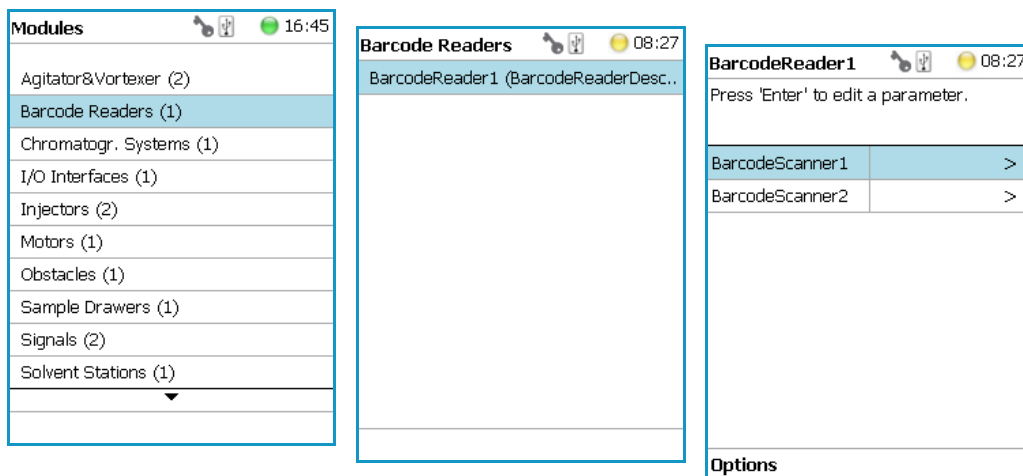 Modules 16:45
Agitator&Vortexer (2)
Barcode Readers (1)
Chromatogr. Systems (1)
I/O Interfaces (1)
Injectors (2)
Motors (1)
Obstacles (1)
Sample Drawers (1)
Signals (2)
Solvent Stations (1)
Barcode Readers 08:27
BarcodeReader1 (BarcodeReaderDesc..
BarcodeReader1 08:27
Press 'Enter' to edit a parameter.
BarcodeScanner1 >
BarcodeScanner2 >
Options